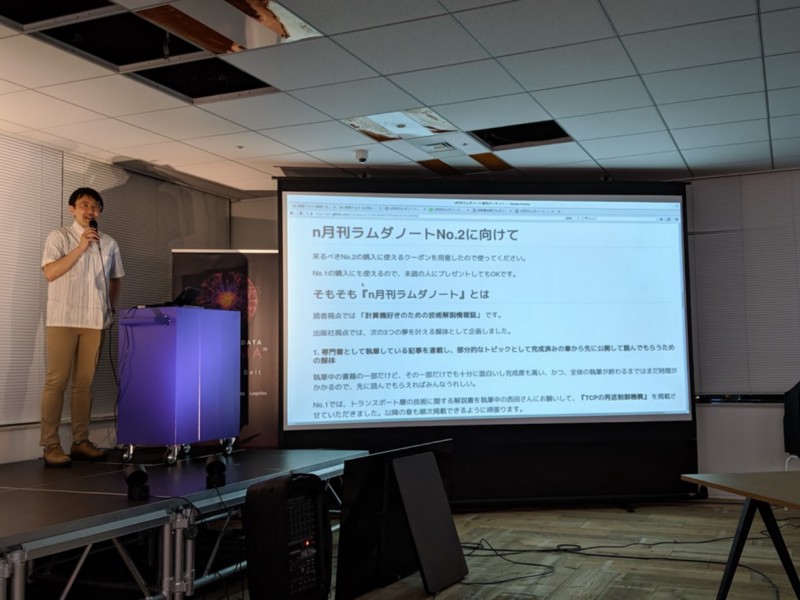 n月刊ラムダノートNo.2に向けて
来るべきNo.2の購入に使えるクーポンを用意したので使ってください。
No.1の購入にも使えるので、未読の人にプレゼントしてもOKです。
そもそも『n月刊ラムダノート』とは
読者視点では「計算機好きのための技術解説情報誌」です。
出版社視点では、次の3つの夢を叶える媒体として企画しました。
1. 専門書として執筆している記事を連載し、部分的なトピックとして完成済みの章から先に公開して読んでもらうため
の媒体
執筆中の書籍の一部だけど、その一部だけでも十分に面白いし完成度も高い、かつ、全体の執筆が終わるまではまだ時間が
かかるので、先に読んでもらえればみんなうれしい。
No.1では、トランスポート層の技術に関する解説書を執筆中の西田さんにお願いして、『TCPの再送制御機構』を掲載さ
せていただきました。以降の章も順次掲載できるように頑張ります。
DATA